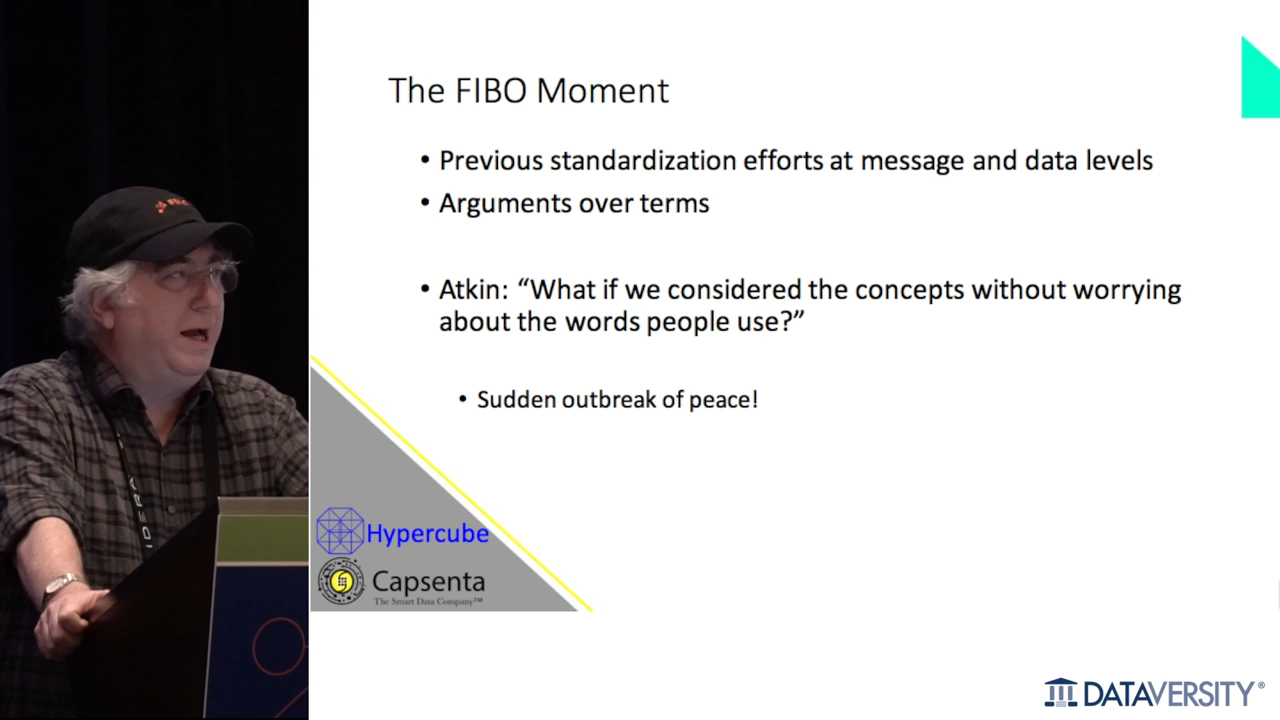 The FIBO Moment
• Previous standardization efforts at message and data levels
• Arguments over terms
• Atkin: “What if we considered the concepts without worrying
about the words people use?”
• Sudden outbreak of peace!
Hypercube
Capsenta
The Smart Data Company™
DATAVERSITY®